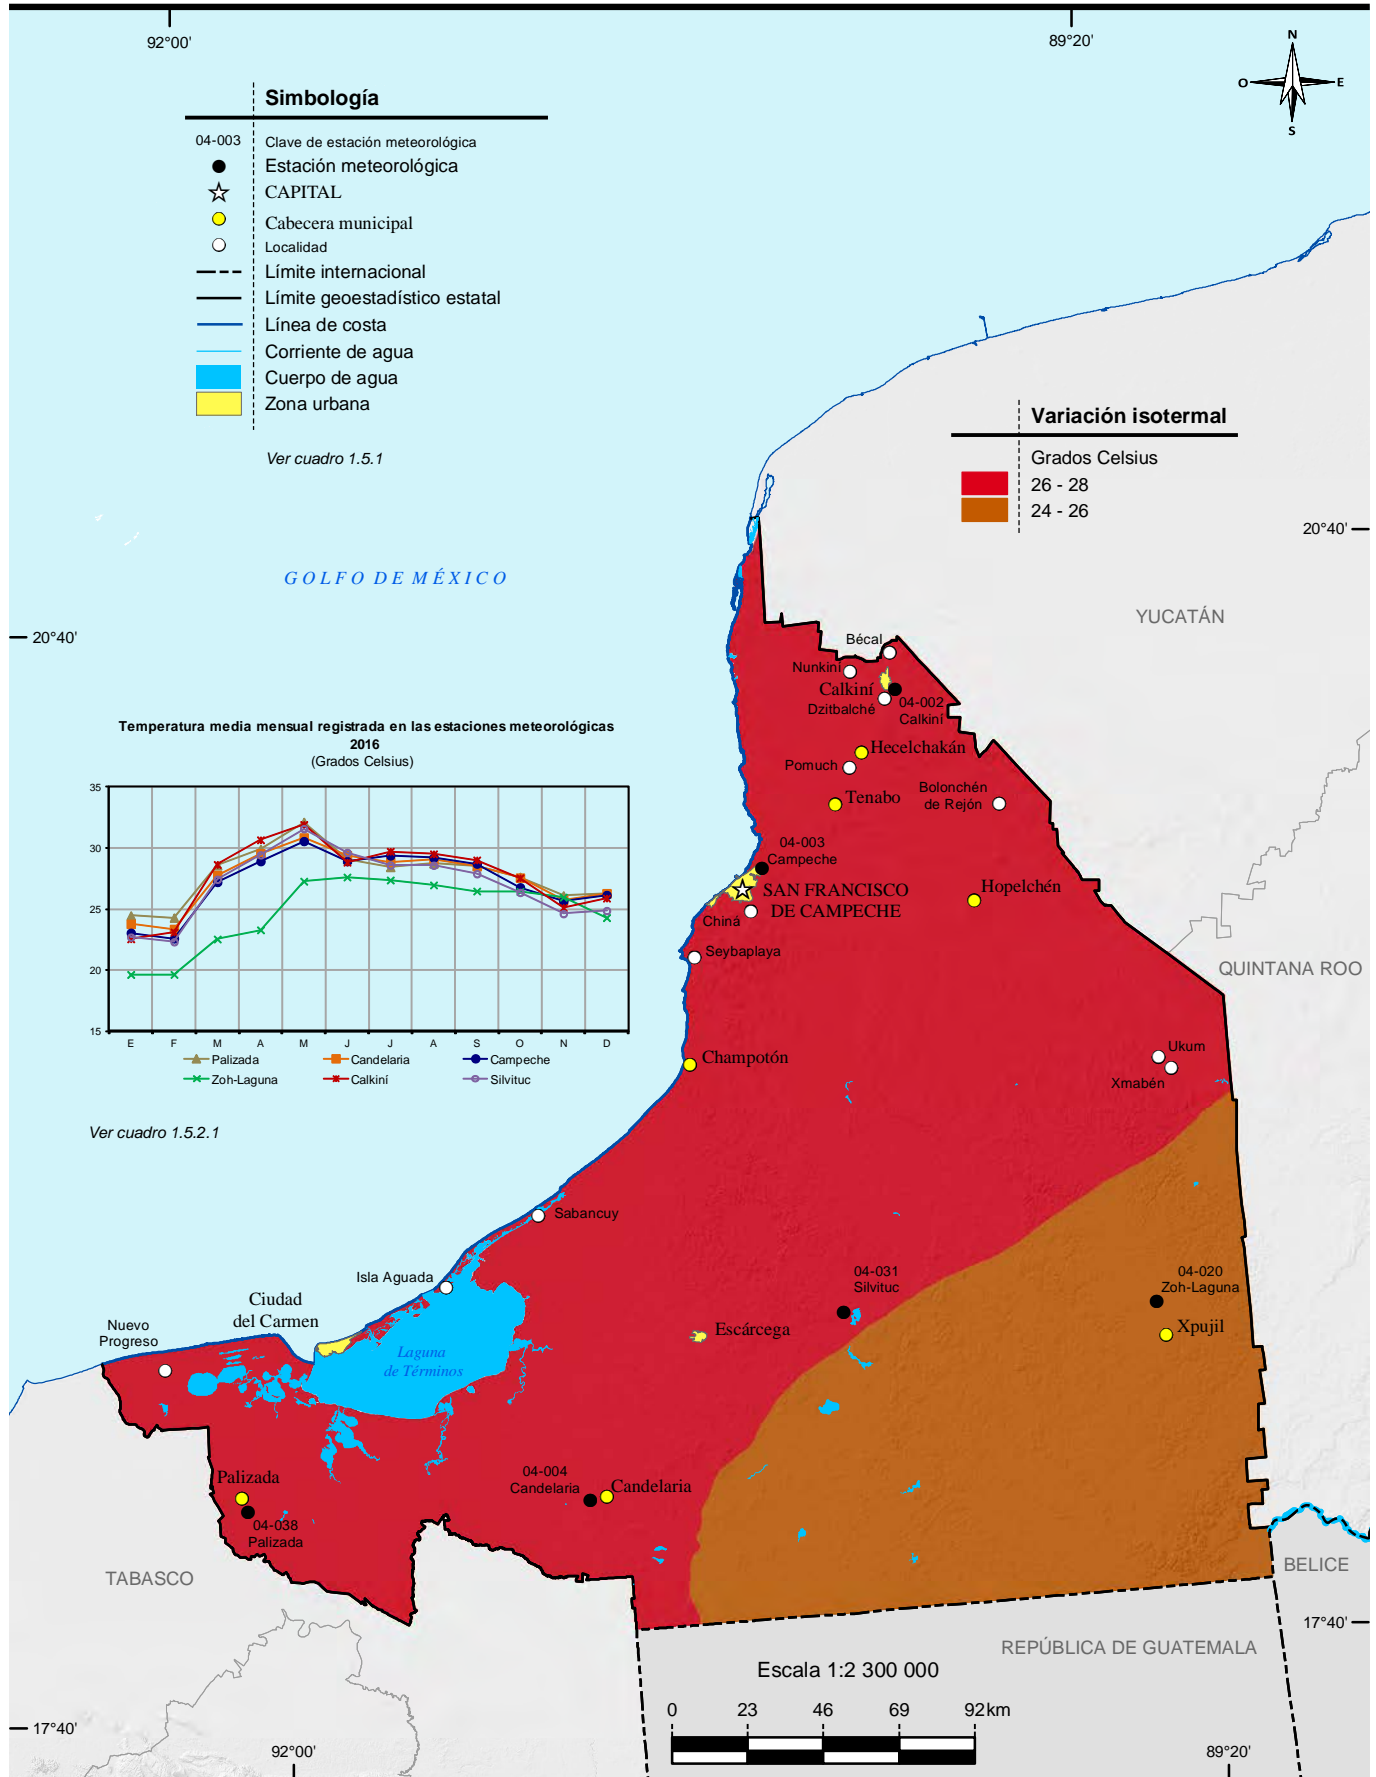 92°00'
89°20'
N
O
E
S
Simbología
04-003 Clave de estación meteorológica
Estación meteorológica
CAPITAL
Cabecera municipal
Localidad
Límite internacional
Límite geoestadístico estatal
Línea de costa
Corriente de agua
Cuerpo de agua
Zona urbana
Ver cuadro 1.5.1
Variación isotermal
Grados Celsius
26 - 28
24 - 26
20°40'
GOLFO DE MÉXICO
YUCATÁN
20°40'
Bécal
Nunkiní
Calkiní
Dzitbalché
04-002
Calkiní
Hecelchakán
Pomuch
Tenabo
Bolonchén
de Rejón
04-003
Campeche
SAN FRANCISCO
DE CAMPECHE
Hopelchén
Chiná
Seybaplaya
QUINTANA ROO
Temperatura media mensual registrada en las estaciones meteorológicas
2016
(Grados Celsius)
35
30
25
20
15
E F M A M J J A S O N D
Palizada Candelaria Campeche
Zoh-Laguna Calkiní Silvituc
Ver cuadro 1.5.2.1
Champotón
Ukum
Xmabén
Sabancuy
Isla Aguada
Ciudad
del Carmen
Nuevo
Progreso
Laguna
de Términos
Escárcega
04-031
Silvituc
04-020
Zoh-Laguna
Xpujil
Palizada
04-038
Palizada
04-004
Candelaria
Candelaria
TABASCO
BELICE
17°40'
REPÚBLICA DE GUATEMALA
Escala 1:2 300 000
0 23 46 69 92km
17°40'
92°00'
89°20'